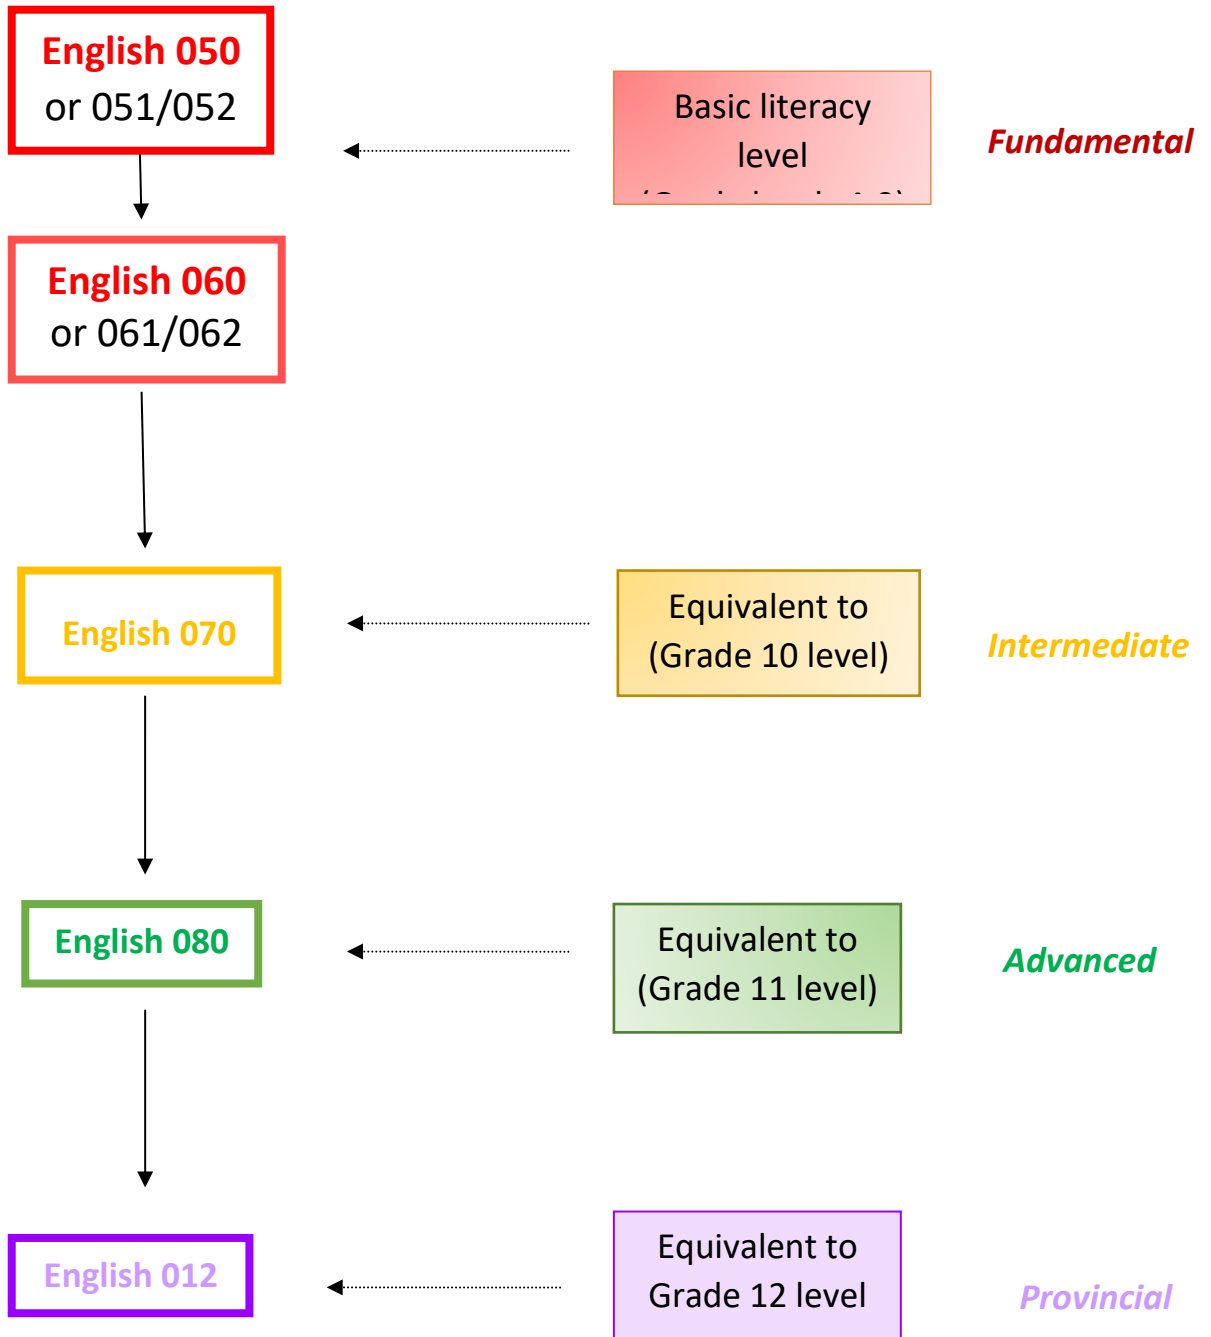 English 050
or 051/052
Basic literacy
level
Fundamental
English 060
or 061/062
English 070
Equivalent to
(Grade 10 level)
Intermediate
English 080
Equivalent to
(Grade 11 level)
Advanced
English 012
Equivalent to
Grade 12 level
Provincial